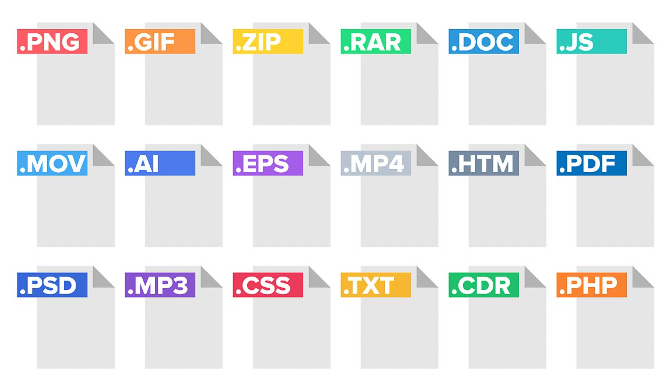 .PNG .GIF .ZIP .RAR .DOC .JS
.MOV .AI .EPS .MP4 .HTM .PDF
.PSD .MP3 .CSS .TXT .CDR .PHP